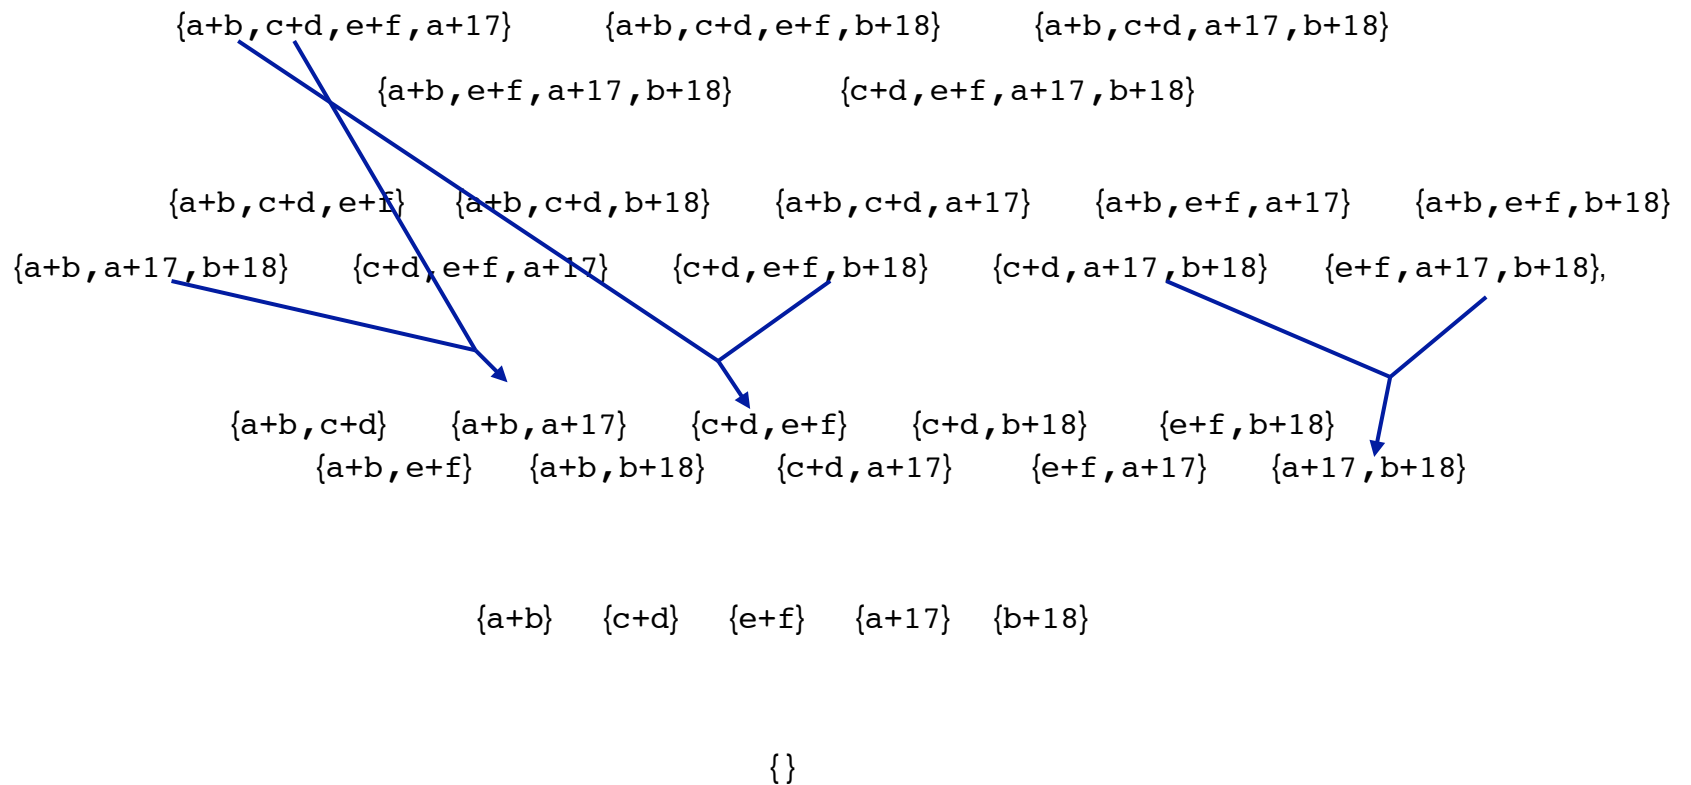 {a+b,c+d,e+f,a+17} {a+b,c+d,e+f,b+18} {a+b,c+d,a+17,b+18}
{a+b,e+f,a+17,b+18} {c+d,e+f,a+17,b+18}
{a+b,c+d,e+f} {a+b,c+d,b+18} {a+b,c+d,a+17} {a+b,e+f,a+17} {a+b,e+f,b+18}
{a+b,a+17,b+18} {c+d,e+f,a+17} {c+d,e+f,b+18} {c+d,a+17,b+18} {e+f,a+17,b+18},
{a+b,c+d} {a+b,a+17} {c+d,e+f} {c+d,b+18} {e+f,b+18}
{a+b,e+f} {a+b,b+18} {c+d,a+17} {e+f,a+17} {a+17,b+18}
{a+b} {c+d} {e+f} {a+17} {b+18}
{}